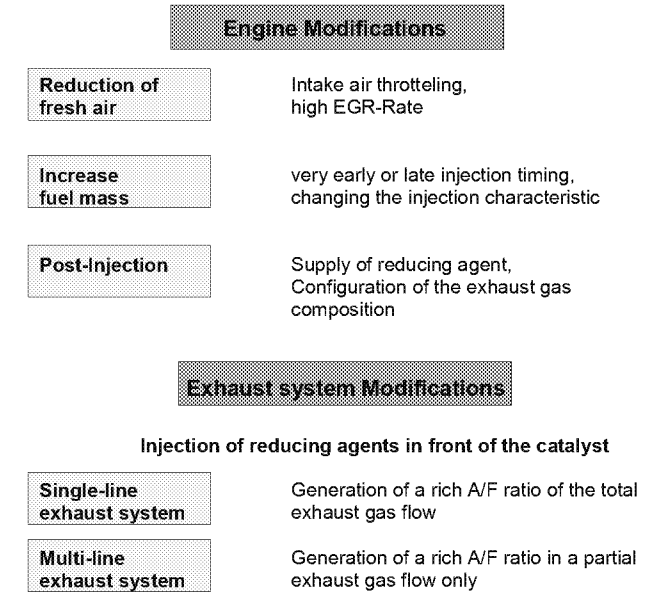 Engine Modifications
Reduction of
fresh air
Intake air throtteling,
high EGR-Rate
Increase
fuel mass
very early or late injection timing,
changing the injection characteristic
Post-Injection
Supply of reducing agent,
Configuration of the exhaust gas
composition
Exhaust system Modifications
Injection of reducing agents in front of the catalyst
Single-line
exhaust system
Generation of a rich A/F ratio of the total
exhaust gas flow
Multi-line
exhaust system
Generation of a rich A/F ratio in a partial
exhaust gas flow only